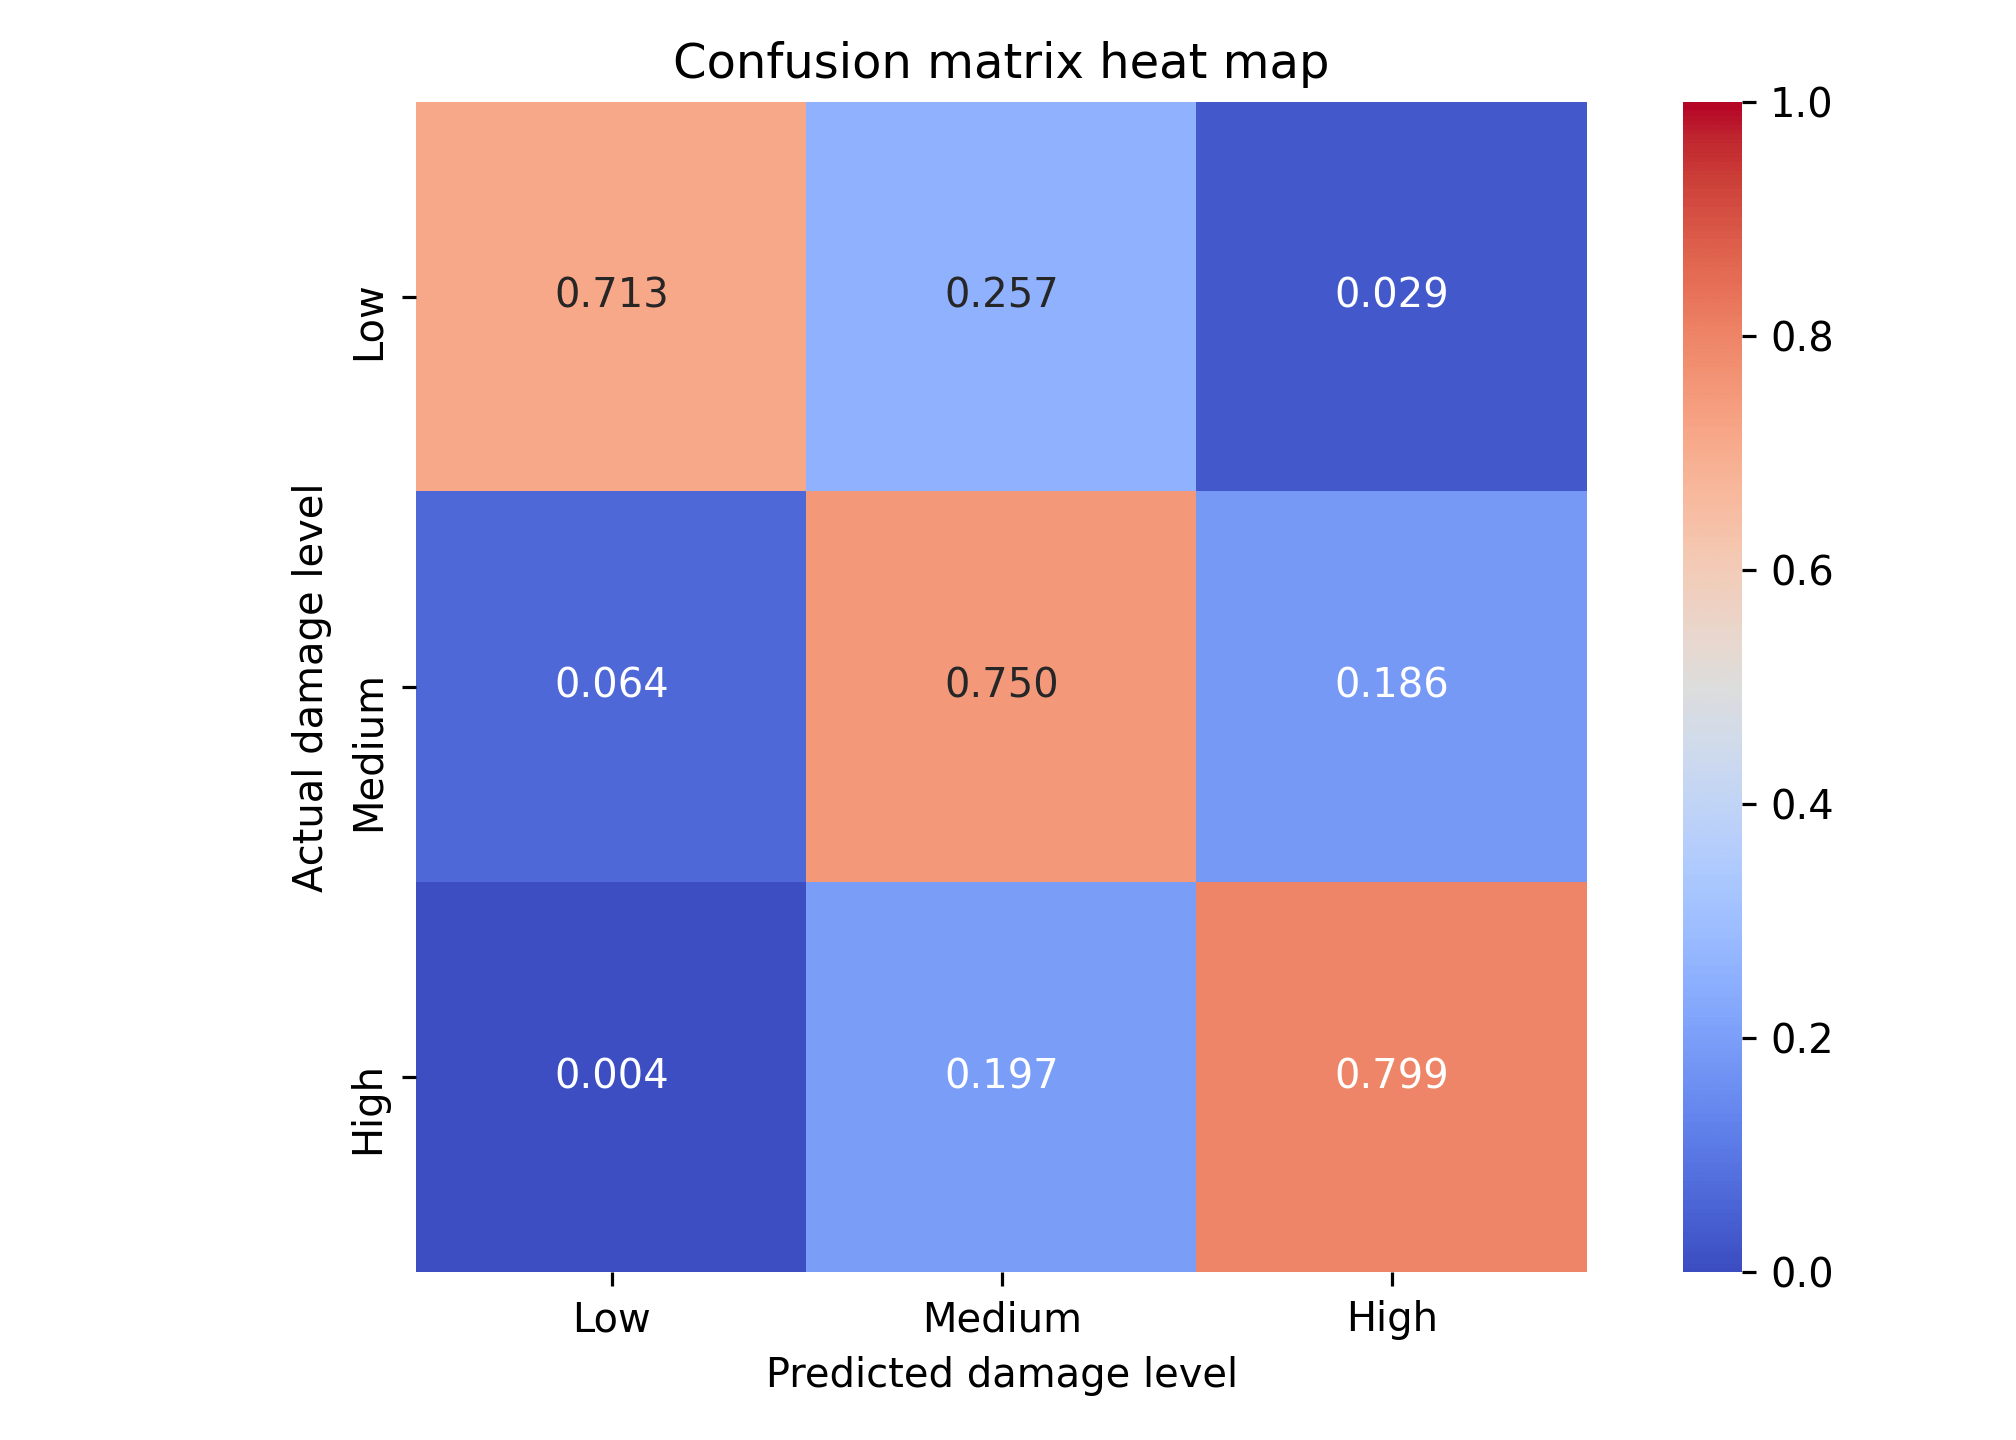 Confusion matrix heat map
Actual damage level
Low
0.713 0.257 0.029
Medium
0.064 0.750 0.186
High
0.004 0.197 0.799
Low Medium High
Predicted damage level
1.0
0.8
0.6
0.4
0.2
0.0